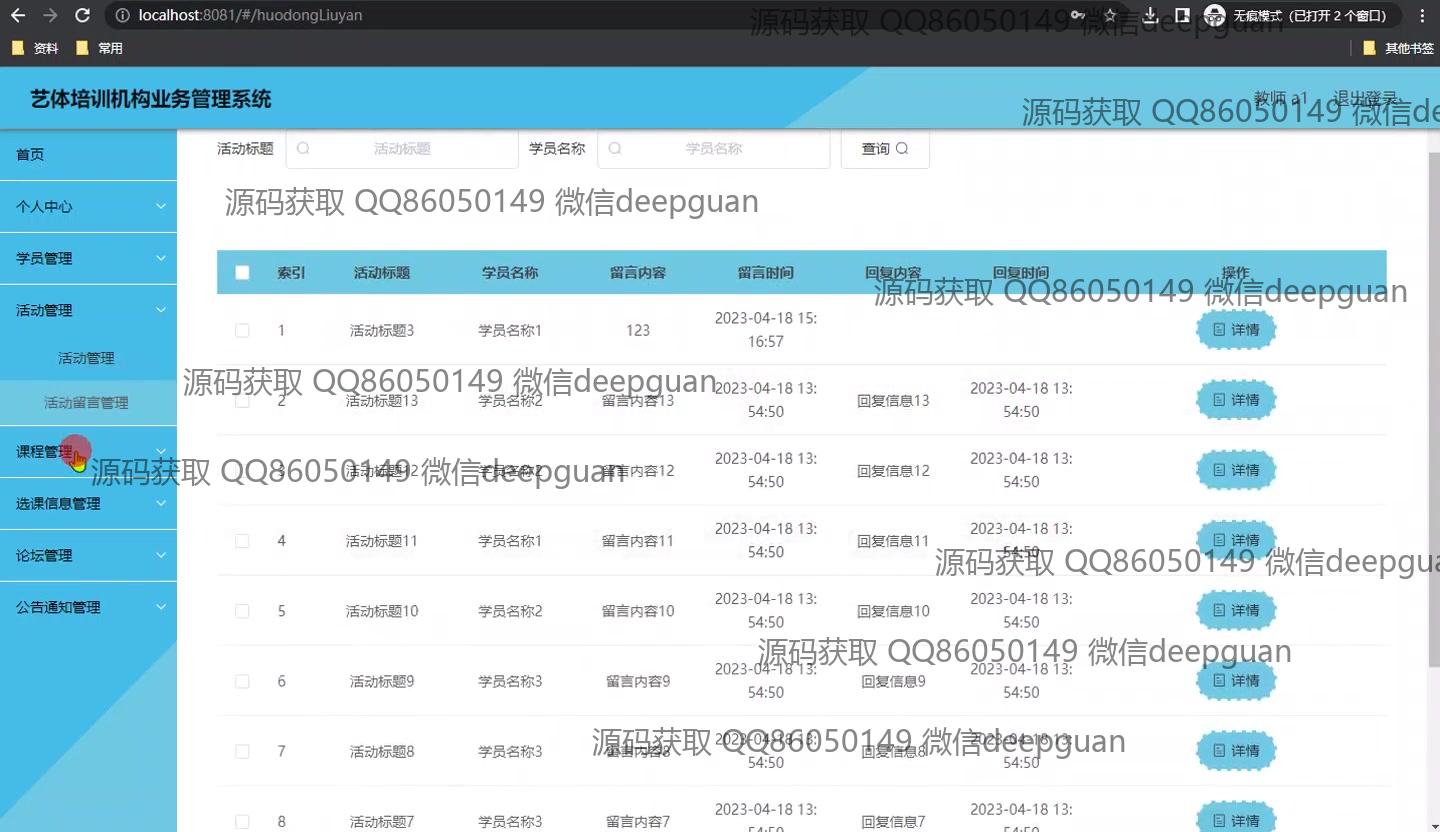 localhost:8081/#/huodongLiuyan
无痕模式 (已打开 2 个窗口)
源码获取 QQ86050149 微信deepguan
资料 常用 其他书签
艺体培训机构业务管理系统
教师 a1 退出登录
源码获取 QQ86050149 微信de
首页
个人中心
学员管理
活动管理
活动管理
活动留言管理
课程管理
选课信息管理
论坛管理
公告通知管理
活动标题 活动标题 学员名称 学员名称 查询
源码获取 QQ86050149 微信deepguan
索引 活动标题 学员名称 留言内容 留言时间 回复内容 回复时间 操作
源码获取 QQ86050149 微信deepguan
1 活动标题3 学员名称1 123 2023-04-18 15: 详情
16:57
源码获取 QQ86050149 微信deepguan
2 活动标题13 学员名称2 留言内容13 2023-04-18 13: 回复信息13 2023-04-18 13: 详情
54:50 54:50
源码获取 QQ86050149 微信deepguan
3 活动标题12 学员名称2 留言内容12 2023-04-18 13: 回复信息12 2023-04-18 13: 详情
54:50 54:50
4 活动标题11 学员名称1 留言内容11 2023-04-18 13: 回复信息11 2023-04-18 13: 详情
54:50 54:50
源码获取 QQ86050149 微信deepgua
5 活动标题10 学员名称2 留言内容10 2023-04-18 13: 回复信息10 2023-04-18 13: 详情
54:50 54:50
源码获取 QQ86050149 微信deepguan
6 活动标题9 学员名称3 留言内容9 2023-04-18 13: 回复信息9 2023-04-18 13: 详情
54:50 54:50
源码获取 QQ86050149 微信deepguan
7 活动标题8 学员名称3 留言内容8 2023-04-18 13: 回复信息8 2023-04-18 13: 详情
54:50 54:50
8 活动标题7 学员名称3 留言内容7 2023-04-18 13: 回复信息7 2023-04-18 13: 详情
54:50 54:50